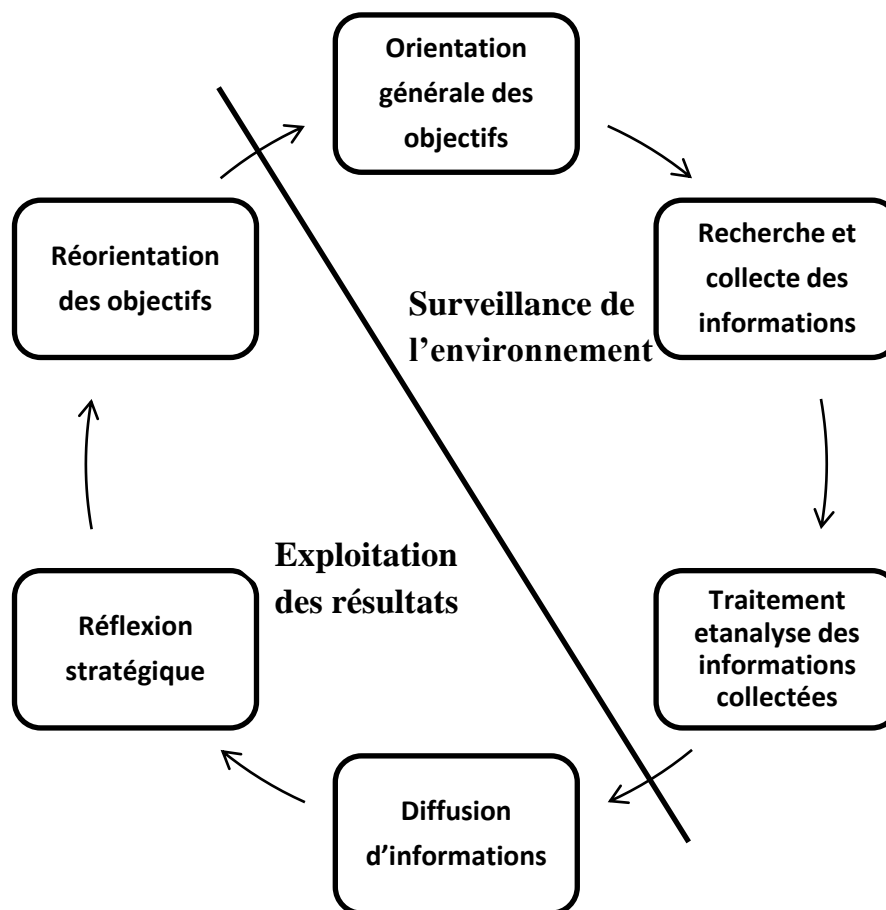 Orientation
générale des
objectifs
Recherche et
collecte des
informations
Réorientation
des objectifs
Surveillance de
l’environnement
Exploitation
des résultats
Traitement
etanalyse des
informations
collectées
Réflexion
stratégique
Diffusion
d’informations